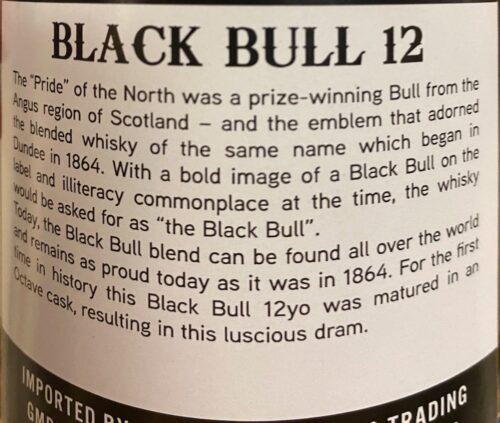 BLACK BULL 12
The "Pride" of the North was a prize-winning Bull from the
Angus region of Scotland – and the emblem that adorned
the blended whisky of the same name which began in
Dundee in 1864. With a bold image of a Black Bull on the
label and illiteracy commonplace at the time, the whisky
would be asked for as "the Black Bull".
Today, the Black Bull blend can be found all over the world
and remains as proud today as it was in 1864. For the first
time in history this Black Bull 12yo was matured in an
Octave cask, resulting in this luscious dram.
IMPORTED TRADING